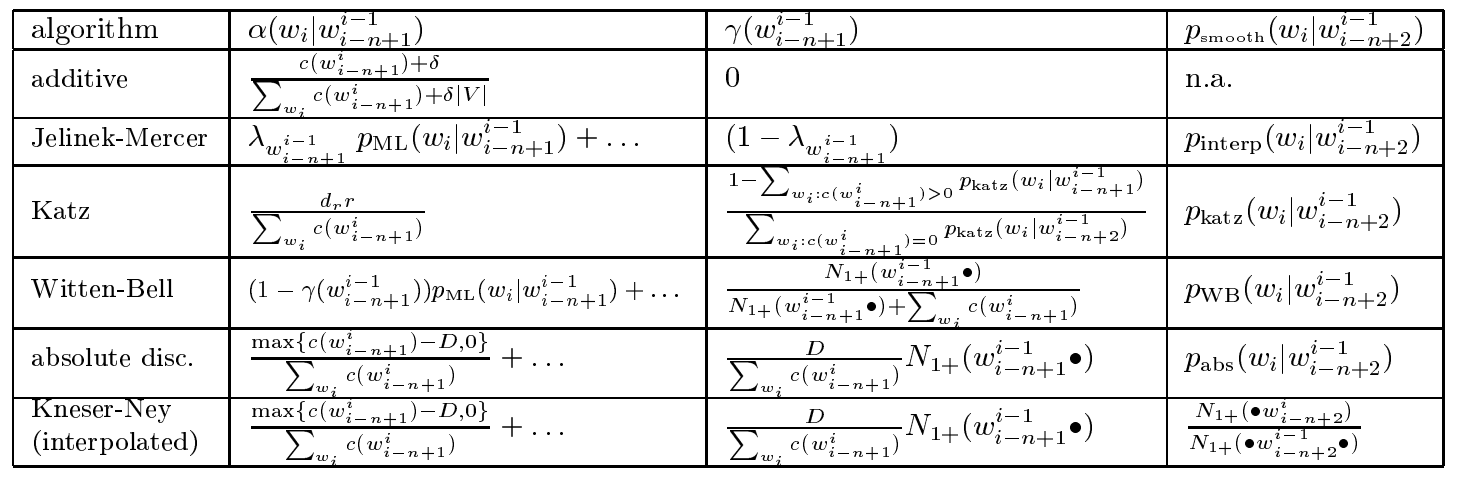 algorithm | $\alpha(w_i|w_{i-n+1}^{i-1})$ | $\gamma(w_{i-n+1}^{i-1})$ | $p_{\text{smooth}}(w_i|w_{i-n+2}^{i-1})$
additive | $\frac{c(w_{i-n+1}^{i})+\delta}{\sum_{w_i} c(w_{i-n+1}^{i})+\delta|V|}$ | 0 | n.a.
Jelinek-Mercer | $\lambda_{w_{i-n+1}^{i-1}} \, p_{\text{ML}}(w_i|w_{i-n+1}^{i-1}) + \ldots$ | $(1 - \lambda_{w_{i-n+1}^{i-1}})$ | $p_{\text{interp}}(w_i|w_{i-n+2}^{i-1})$
Katz | $\frac{d_r r}{\sum_{w_i} c(w_{i-n+1}^{i})}$ | $\frac{1-\sum_{w_i:c(w_{i-n+1}^{i})>0} p_{\text{katz}}(w_i|w_{i-n+1}^{i-1})}{\sum_{w_i:c(w_{i-n+1}^{i})=0} p_{\text{katz}}(w_i|w_{i-n+2}^{i-1})}$ | $p_{\text{katz}}(w_i|w_{i-n+2}^{i-1})$
Witten-Bell | $(1 - \gamma(w_{i-n+1}^{i-1}))p_{\text{ML}}(w_i|w_{i-n+1}^{i-1}) + \ldots$ | $\frac{N_{1+}(w_{i-n+1}^{i-1}\bullet)}{N_{1+}(w_{i-n+1}^{i-1}\bullet)+\sum_{w_i} c(w_{i-n+1}^{i})}$ | $p_{\text{WB}}(w_i|w_{i-n+2}^{i-1})$
absolute disc. | $\frac{\max\{c(w_{i-n+1}^{i})-D,0\}}{\sum_{w_i} c(w_{i-n+1}^{i})} + \ldots$ | $\frac{D}{\sum_{w_i} c(w_{i-n+1}^{i})} N_{1+}(w_{i-n+1}^{i-1}\bullet)$ | $p_{\text{abs}}(w_i|w_{i-n+2}^{i-1})$
Kneser-Ney
(interpolated) | $\frac{\max\{c(w_{i-n+1}^{i})-D,0\}}{\sum_{w_i} c(w_{i-n+1}^{i})} + \ldots$ | $\frac{D}{\sum_{w_i} c(w_{i-n+1}^{i})} N_{1+}(w_{i-n+1}^{i-1}\bullet)$ | $\frac{N_{1+}(\bullet w_{i-n+2}^{i})}{N_{1+}(\bullet w_{i-n+2}^{i-1}\bullet)}$